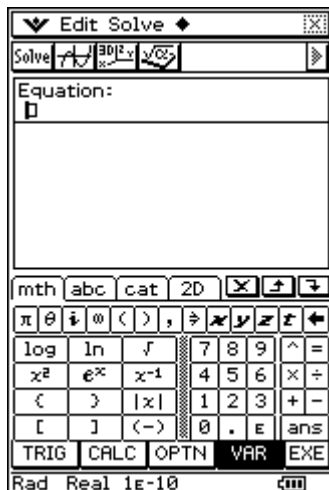 Edit Solve
Solve
Equation:
mth abc cat 2D
π θ i ∞ ( ) , ⇒ x y z t ←
log ln √ 7 8 9 ^ =
x² eˣ x⁻¹ 4 5 6 × ÷
{ } |x| 1 2 3 + −
[ ] (−) 0 . E ans
TRIG CALC OPTN VAR EXE
Rad Real 1E-10